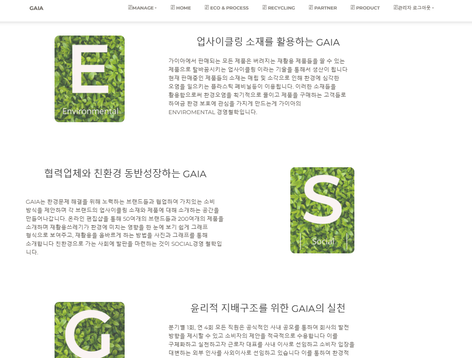 GAIA
MANAGE
HOME
ECO & PROCESS
RECYCLING
PARTNER
PRODUCT
관리자 로그아웃
E
Environmental
업사이클링 소재를 활용하는 GAIA
가이아에서 판매되는 모든 제품은 버려지는 재활용 제품들을 쓸 수 있는
제품으로 탈바꿈시키는 업사이클링 이라는 기술을 통해서 생산이 됩니다
현재 판매중인 제품들의 소재는 매립 및 소각으로 인해 환경에 심각한
오염을 일으키는 플라스틱 폐비닐등이 이용됩니다. 이러한 소재들을
활용함으로써 환경오염을 획기적으로 줄이고 제품을 구매하는 고객들로
하여금 환경 보호에 관심을 가지게 만드는게 가이아의
ENVIROMENTAL 경영철학입니다.
협력업체와 친환경 동반성장하는 GAIA
GAIA는 환경문제 해결을 위해 노력하는 브랜드들과 협업하여 가치있는 소비
방식을 제안하며 각 브랜드의 업사이클링 소재와 제품에 대해 소개하는 공간을
만들어나갑니다. 온라인 편집샵을 통해 50여개의 브랜드들과 200여개의 제품을
소개하며 재활용쓰레기가 환경에 미치는 영향을 한 눈에 보기 쉽게 그래프
형식으로 보여주고, 재활용을 올바르게 하는 방법을 사진과 그래프를 통해
소개합니다.친환경으로 가는 사회에 발판을 마련하는 것이 SOCIAL경영 철학입
니다.
S
Social
G
윤리적 지배구조를 위한 GAIA의 실천
분기별 1회, 연 4회 모든 직원은 공식적인 사내 공모를 통하여 회사의 발전
방향을 제시할 수 있고 소비자의 제안을 적극적으로 수용합니다 이를
구체화하고 실천하고자 근로자 대표를 사내 이사로 선임하고 소비자 입장을
대변하는 외부 인사를 사외이사로 선임하고 있습니다 이를 통하여 환경적